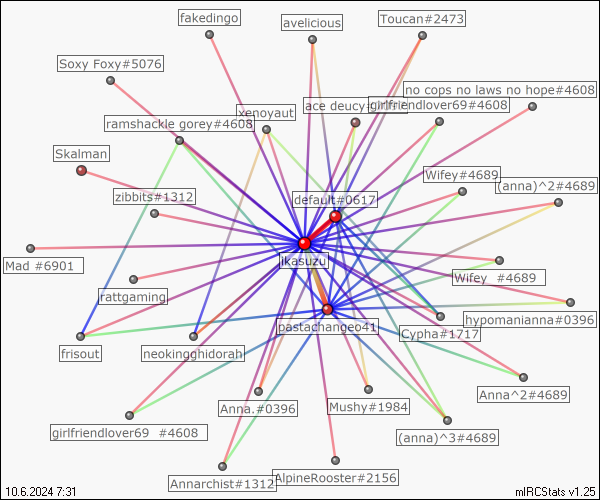 fakedingo
avelicious
Toucan#2473
Soxy Foxy#5076
no cops no laws no hope#4608
xenoyaut
ace deucy
girlfriendlover69#4608
ramshackle gorey#4608
Skalman
Wifey#4689
(anna)^2#4689
zibbits#1312
default#0617
ikasuzu
Mad #6901
Wifey #4689
rattgaming
hypomanianna#0396
pastachangeo41
Cypha#1717
frisout
neokingghidorah
Anna^2#4689
Anna.#0396
Mushy#1984
girlfriendlover69 #4608
(anna)^3#4689
Annarchist#1312
AlpineRooster#2156
10.6.2024 7:31
mIRCStats v1.25